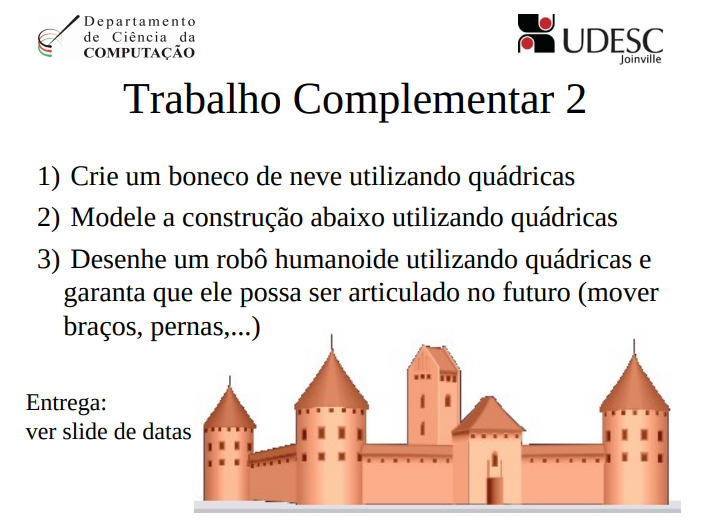 Departamento
de Ciência da
COMPUTAÇÃO
UDESC
Joinville
Trabalho Complementar 2
1) Crie um boneco de neve utilizando quádricas
2) Modele a construção abaixo utilizando quádricas
3) Desenhe um robô humanoide utilizando quádricas e
garanta que ele possa ser articulado no futuro (mover
braços, pernas,...)
Entrega:
ver slide de datas